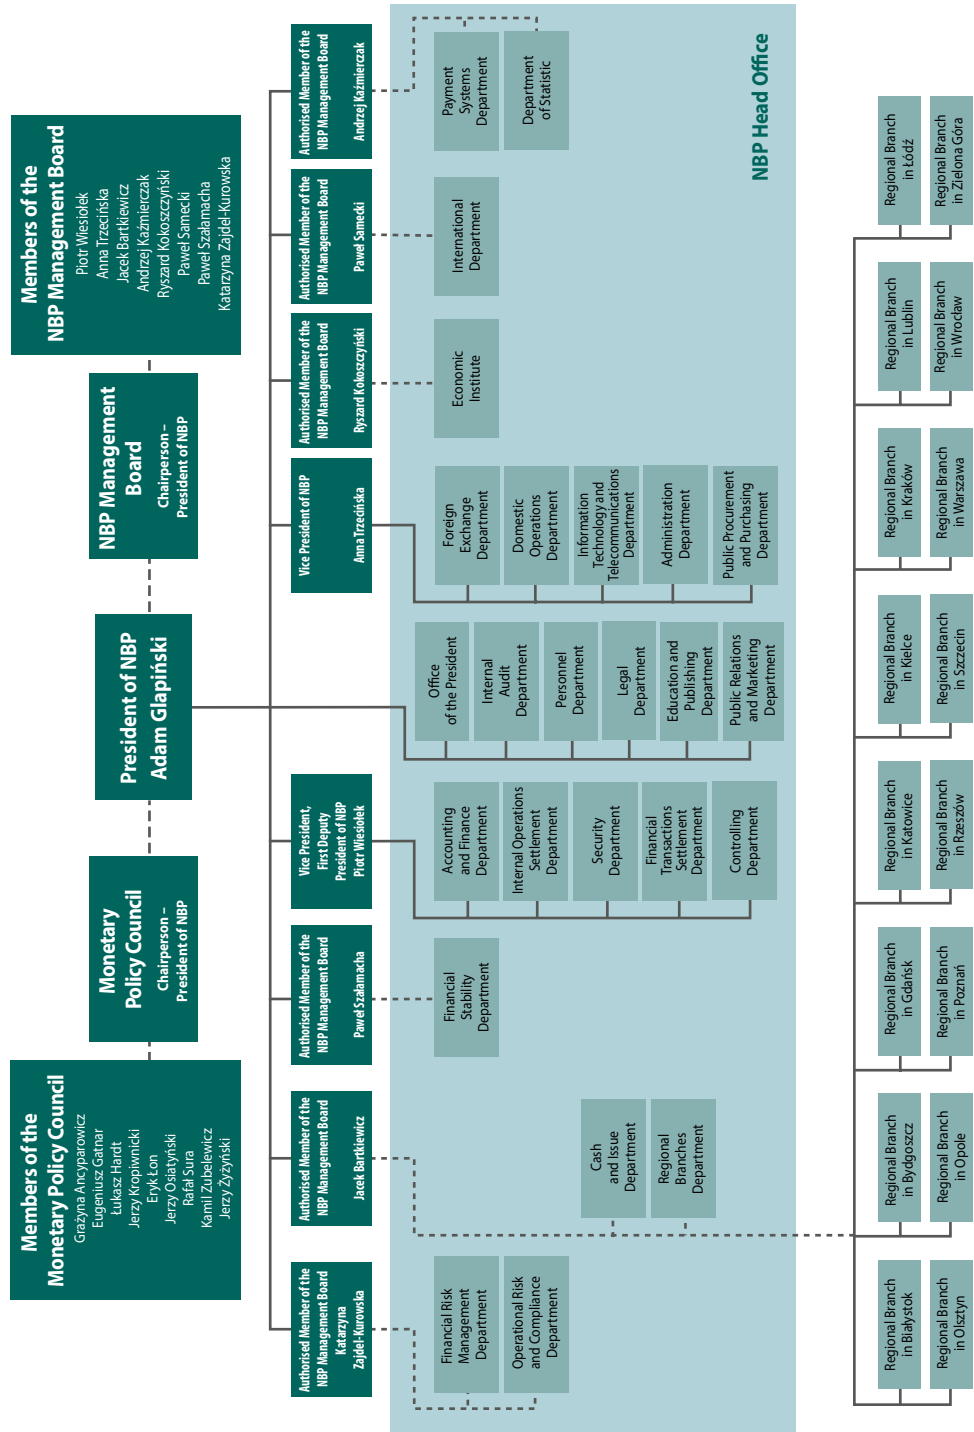 Members of the
Monetary Policy Council
Grażyna Ancyparowicz
Eugeniusz Gatnar
Łukasz Hardt
Jerzy Kropiwnicki
Eryk Łon
Jerzy Osiatyński
Rafał Sura
Kamil Zubelewicz
Jerzy Żyżyński
Monetary
Policy Council
Chairperson –
President of NBP
President of NBP
Adam Glapiński
NBP Management
Board
Chairperson –
President of NBP
Members of the
NBP Management Board
Piotr Wiesiołek
Anna Trzecińska
Jacek Bartkiewicz
Andrzej Kaźmierczak
Ryszard Kokoszczyński
Paweł Samecki
Paweł Szałamacha
Katarzyna Zajdel-Kurowska
Authorised Member of the
NBP Management Board
Katarzyna
Zajdel-Kurowska
Authorised Member of the
NBP Management Board
Jacek Bartkiewicz
Authorised Member of the
NBP Management Board
Paweł Szałamacha
Vice President,
First Deputy
President of NBP
Piotr Wiesiołek
Vice President of NBP
Anna Trzecińska
Authorised Member of the
NBP Management Board
Ryszard Kokoszczyński
Authorised Member of the
NBP Management Board
Paweł Samecki
Authorised Member of the
NBP Management Board
Andrzej Kaźmierczak
Financial Risk
Management
Department
Operational Risk
and Compliance
Department
Cash
and Issue
Department
Regional
Branches
Department
Financial
Stability
Department
Accounting
and Finance
Department
Internal Operations
Settlement
Department
Security
Department
Financial
Transactions
Settlement
Department
Controlling
Department
Office
of the President
Internal
Audit
Department
Personnel
Department
Legal
Department
Education and
Publishing
Department
Public Relations
and Marketing
Department
Foreign
Exchange
Department
Domestic
Operations
Department
Information
Technology and
Telecommunications
Department
Administration
Department
Public Procurement
and Purchasing
Department
Economic
Institute
International
Department
Payment
Systems
Department
Department
of Statistic
NBP Head Office
Regional Branch
in Białystok
Regional Branch
in Bydgoszcz
Regional Branch
in Gdańsk
Regional Branch
in Katowice
Regional Branch
in Kielce
Regional Branch
in Kraków
Regional Branch
in Lublin
Regional Branch
in Łódź
Regional Branch
in Olsztyn
Regional Branch
in Opole
Regional Branch
in Poznań
Regional Branch
in Rzeszów
Regional Branch
in Szczecin
Regional Branch
in Warszawa
Regional Branch
in Wrocław
Regional Branch
in Zielona Góra